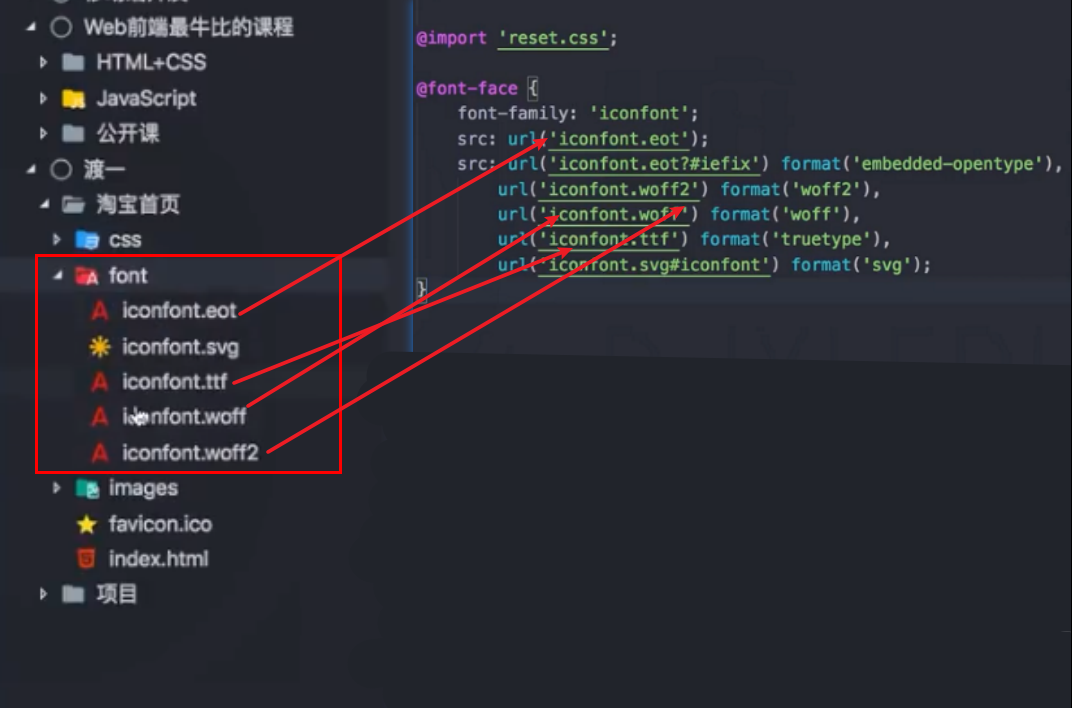 Web前端最牛比的课程
HTML+CSS
JavaScript
公开课
渡一
淘宝首页
css
font
iconfont.eot
iconfont.svg
iconfont.ttf
iconfont.woff
iconfont.woff2
images
favicon.ico
index.html
项目
@import 'reset.css';
@font-face {
font-family: 'iconfont';
src: url('iconfont.eot');
src: url('iconfont.eot?#iefix') format('embedded-opentype'),
url('iconfont.woff2') format('woff2'),
url('iconfont.woff') format('woff'),
url('iconfont.ttf') format('truetype'),
url('iconfont.svg#iconfont') format('svg');
}